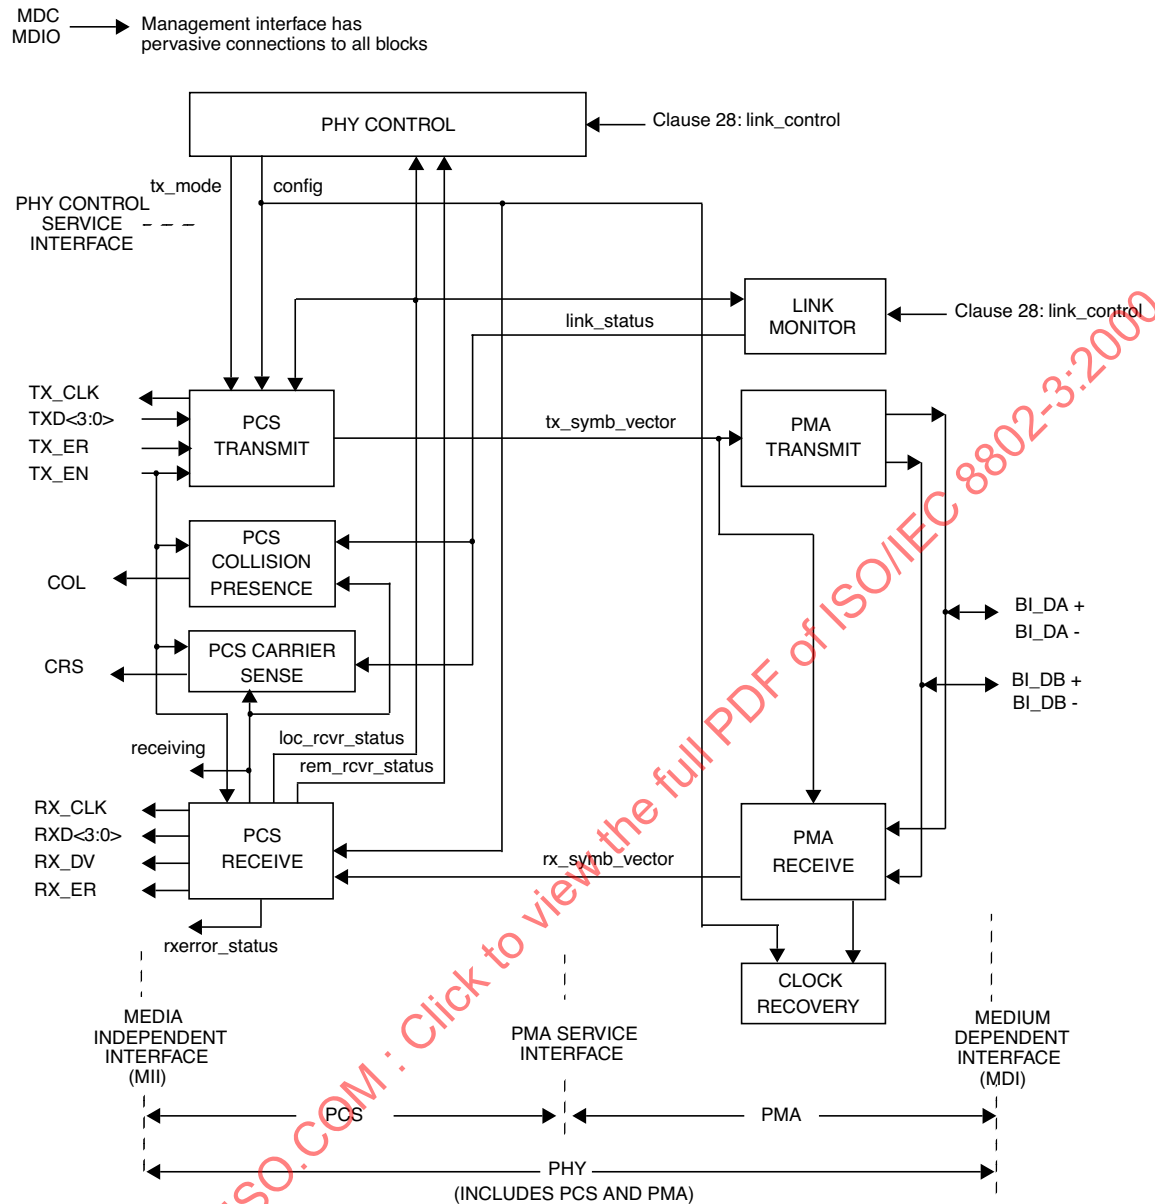 MDC
MDIO
Management interface has
pervasive connections to all blocks
PHY CONTROL
Clause 28: link_control
tx_mode
config
PHY CONTROL
SERVICE
INTERFACE
LINK
MONITOR
Clause 28: link_control
link_status
TX_CLK
TXD<3:0>
TX_ER
TX_EN
PCS
TRANSMIT
tx_symb_vector
PMA
TRANSMIT
PCS
COLLISION
PRESENCE
COL
BI_DA +
BI_DA -
PCS CARRIER
SENSE
CRS
BI_DB +
BI_DB -
receiving
loc_rcvr_status
rem_rcvr_status
RX_CLK
RXD<3:0>
RX_DV
RX_ER
PCS
RECEIVE
rx_symb_vector
PMA
RECEIVE
rxerror_status
CLOCK
RECOVERY
MEDIA
INDEPENDENT
INTERFACE
(MII)
PMA SERVICE
INTERFACE
MEDIUM
DEPENDENT
INTERFACE
(MDI)
PCS
PMA
PHY
(INCLUDES PCS AND PMA)
ISO.COM : Click to view the full PDF of ISO/IEC 8802-3:2000